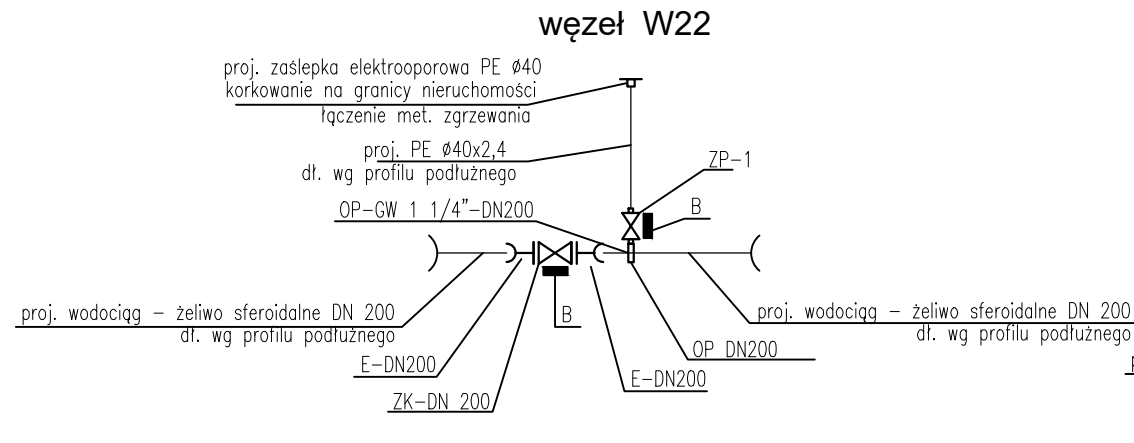 węzeł W22
proj. zaślepka elektrooporowa PE ø40
korkowanie na granicy nieruchomości
łączenie met. zgrzewania
proj. PE ø40x2,4
dł. wg profilu podłużnego
ZP-1
OP-GW 1 1/4"-DN200
B
proj. wodociąg - żeliwo sferoidalne DN 200
dł. wg profilu podłużnego
B
proj. wodociąg - żeliwo sferoidalne DN 200
dł. wg profilu podłużnego
OP DN200
E-DN200
E-DN200
ZK-DN 200